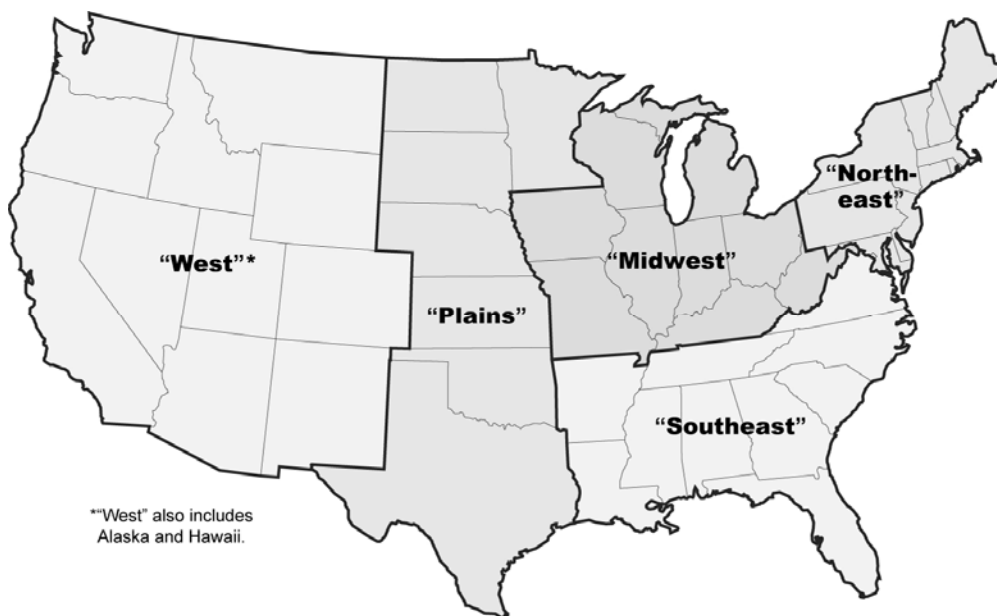 “North-
east”
“West”*
“Midwest”
“Plains”
“Southeast”
*“West” also includes
Alaska and Hawaii.